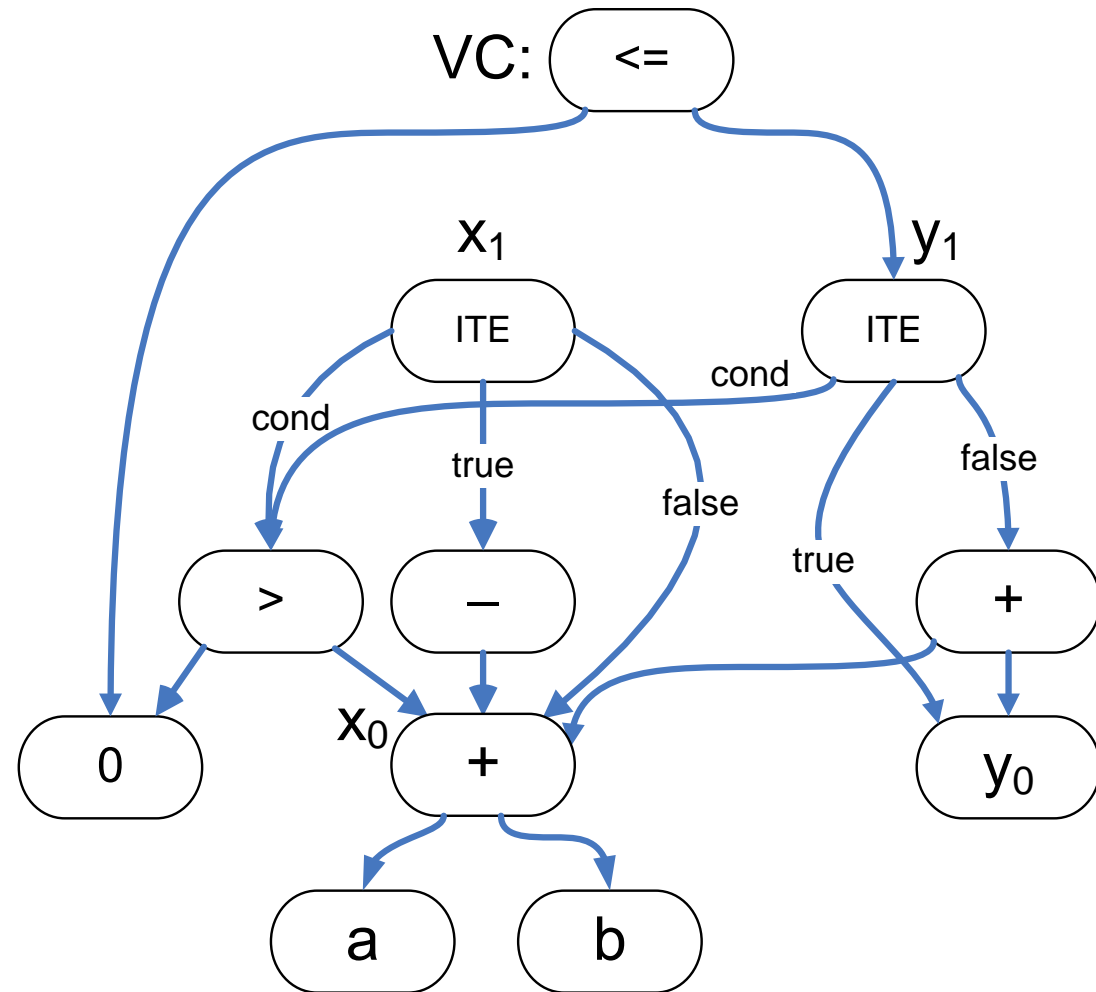 VC: <=
x₁ y₁
ITE ITE
cond
cond
true
false
false
true
> – +
x₀
0 + y₀
a b